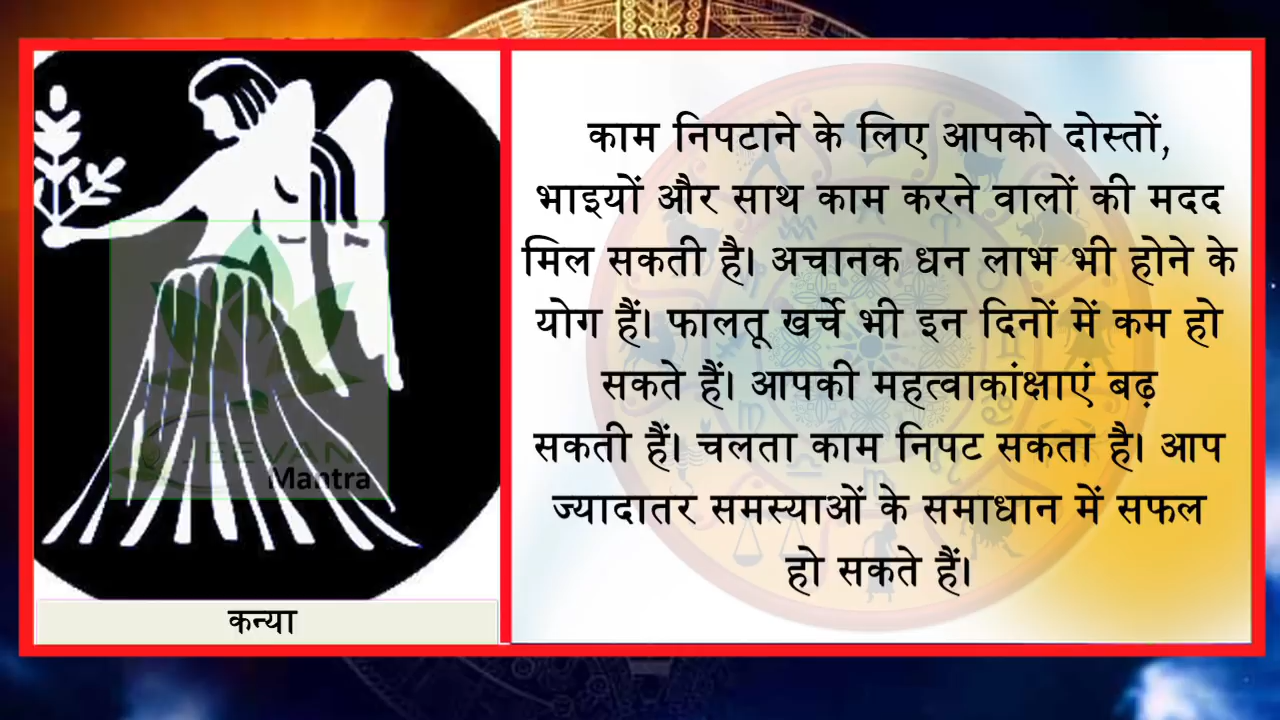 काम निपटाने के लिए आपको दोस्तों,
भाइयों और साथ काम करने वालों की मदद
मिल सकती है। अचानक धन लाभ भी होने के
योग हैं। फालतू खर्चे भी इन दिनों में कम हो
सकते हैं। आपकी महत्वाकांक्षाएं बढ़
सकती हैं। चलता काम निपट सकता है। आप
ज्यादातर समस्याओं के समाधान में सफल
हो सकते हैं।
JEEVAN
Mantra
कन्या